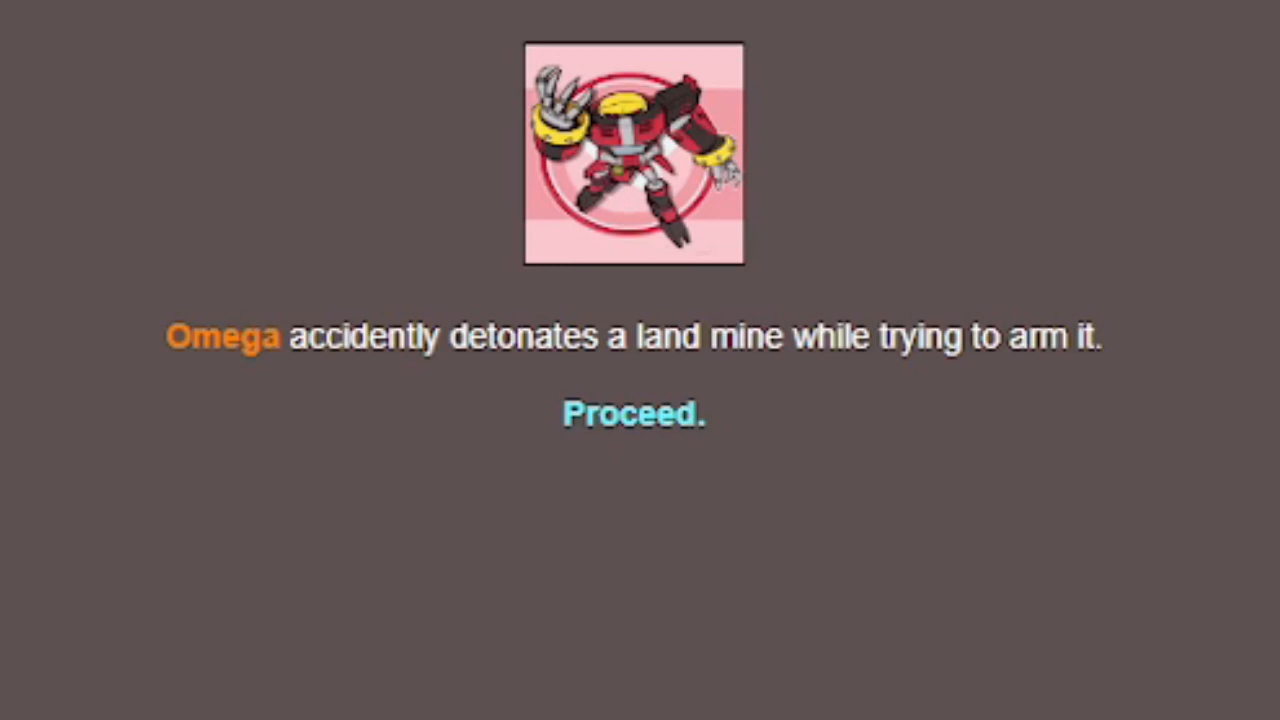 Omega accidently detonates a land mine while trying to arm it.
Proceed.